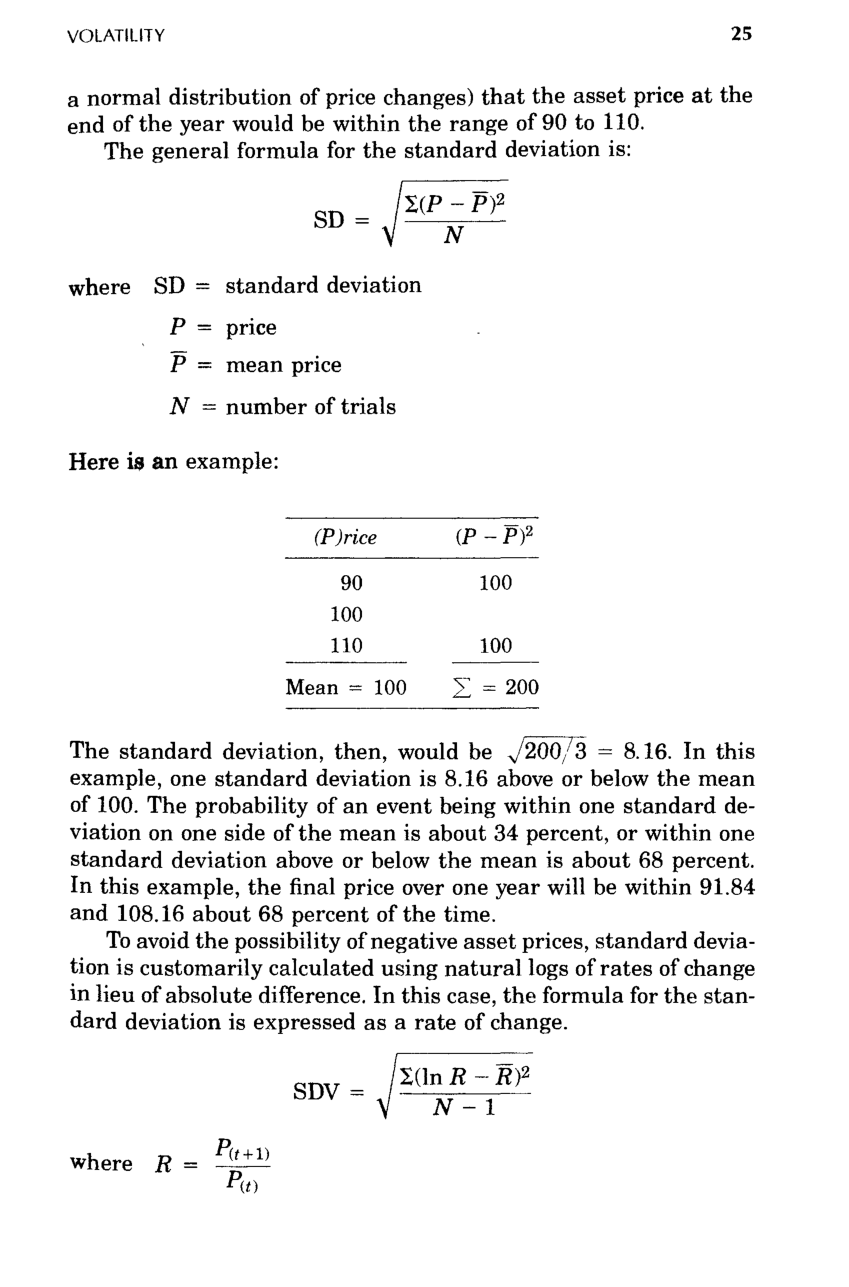 VOLATILITY 25
a normal distribution of price changes) that the asset price at the
end of the year would be within the range of 90 to 110.
The general formula for the standard deviation is:
SD = √(Σ(P − P̅)² / N)
where SD = standard deviation
P = price
P̅ = mean price
N = number of trials
Here is an example:
(P)rice (P − P̅)²
90 100
100
110 100
Mean = 100 Σ = 200
The standard deviation, then, would be √200/3 = 8.16. In this
example, one standard deviation is 8.16 above or below the mean
of 100. The probability of an event being within one standard de-
viation on one side of the mean is about 34 percent, or within one
standard deviation above or below the mean is about 68 percent.
In this example, the final price over one year will be within 91.84
and 108.16 about 68 percent of the time.
To avoid the possibility of negative asset prices, standard devia-
tion is customarily calculated using natural logs of rates of change
in lieu of absolute difference. In this case, the formula for the stan-
dard deviation is expressed as a rate of change.
SDV = √(Σ(ln R − R̅)² / N − 1)
where R = P(t+1) / P(t)